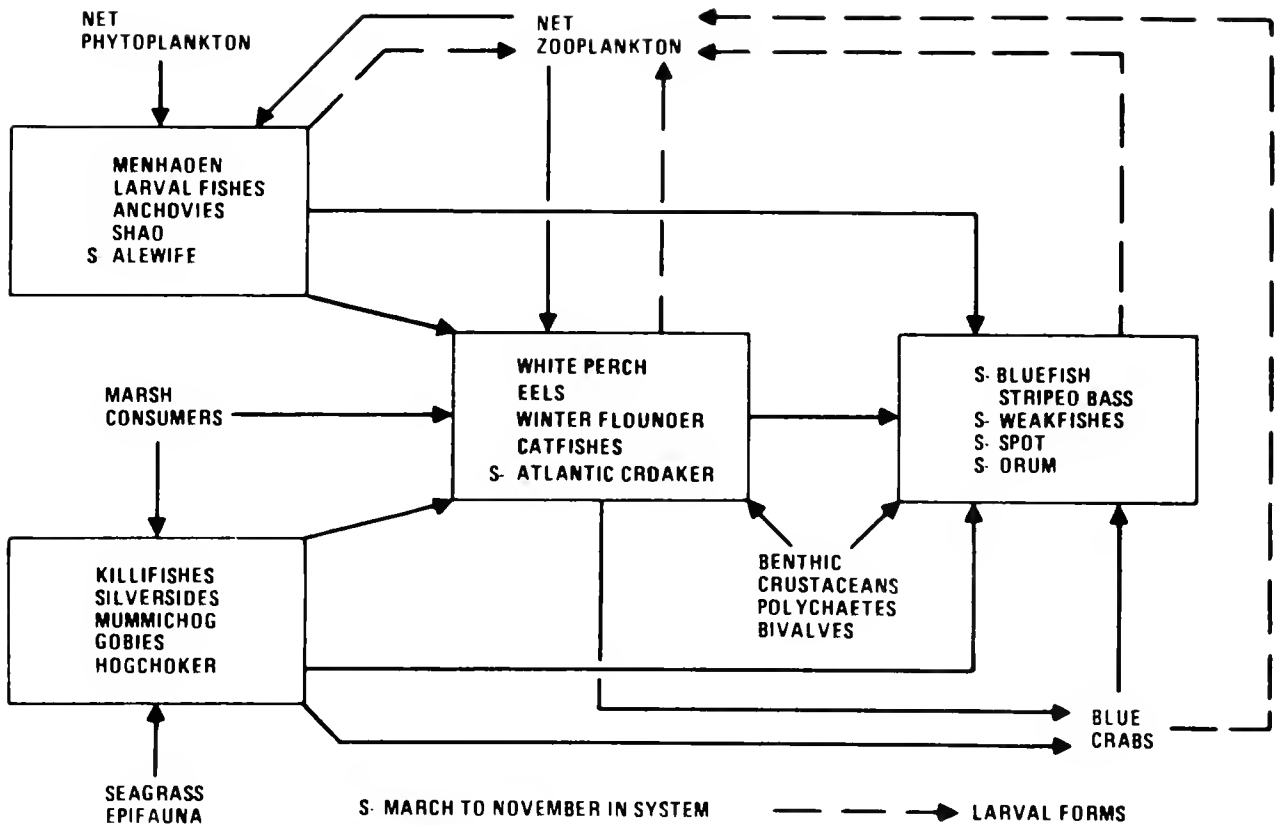 NET
PHYTOPLANKTON
NET
ZOOPLANKTON
MENHAOEN
LARVAL FISHES
ANCHOVIES
SHAO
S- ALEWIFE
MARSH
CONSUMERS
WHITE PERCH
EELS
WINTER FLOUNDER
CATFISHES
S- ATLANTIC CROAKER
S- BLUEFISH
STRIPED BASS
S- WEAKFISHES
S- SPOT
S- ORUM
KILLIFISHES
SILVERSIDES
MUMMICHOG
GOBIES
HOGCHOKER
BENTHIC
CRUSTACEANS
POLYCHAETES
BIVALVES
BLUE
CRABS
SEAGRASS
EPIFAUNA
S- MARCH TO NOVEMBER IN SYSTEM
LARVAL FORMS